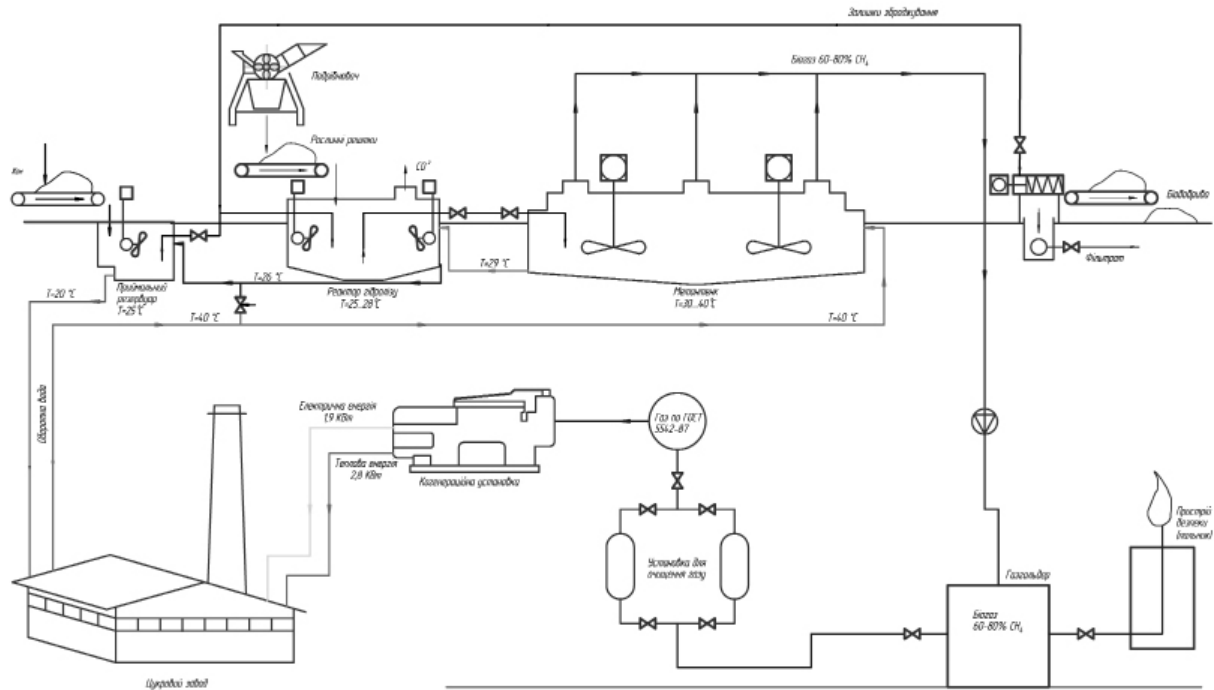 Залишки зброджування
Біогаз 60-80% CH₄
Подрібнювач
Рослинні рештки
CO²
Жом
Біодобриво
Фільтрат
T=29 °C
T=26 °C
T=20 °C
Приймальний
резервуар
T=25°C
Реактор гідролізу
T=25...28°C
Метантенк
T=30...40°C
T=40 °C
T=40 °C
Оборотна вода
Електрична енергія
1,9 КВт
Газ по ГОСТ
5542-87
Теплова енергія
2,8 КВт
Когенераційна установка
Пристрій
безпеки
(пальник)
Установка для
очищення газу
Газгольдер
Біогаз
60-80% CH₄
Цукровий завод